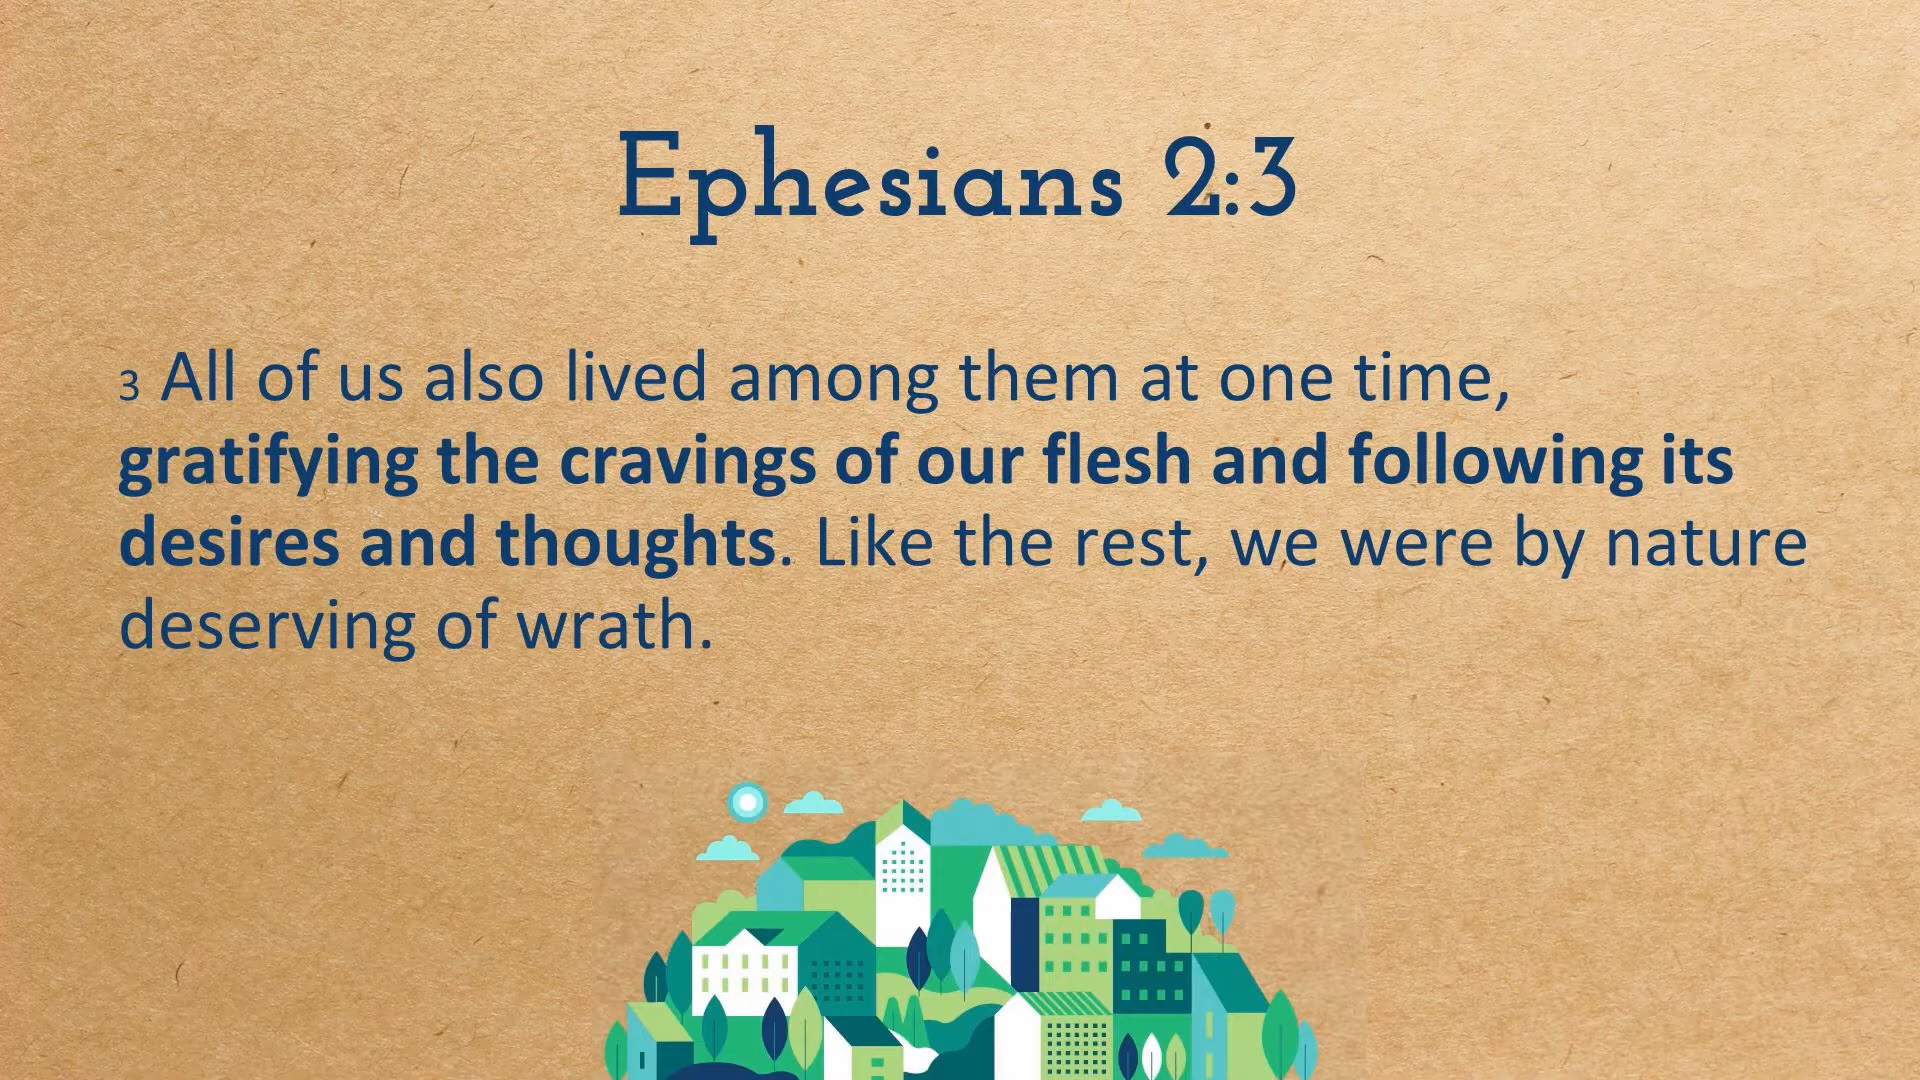 Ephesians 2:3
3 All of us also lived among them at one time,
gratifying the cravings of our flesh and following its
desires and thoughts. Like the rest, we were by nature
deserving of wrath.